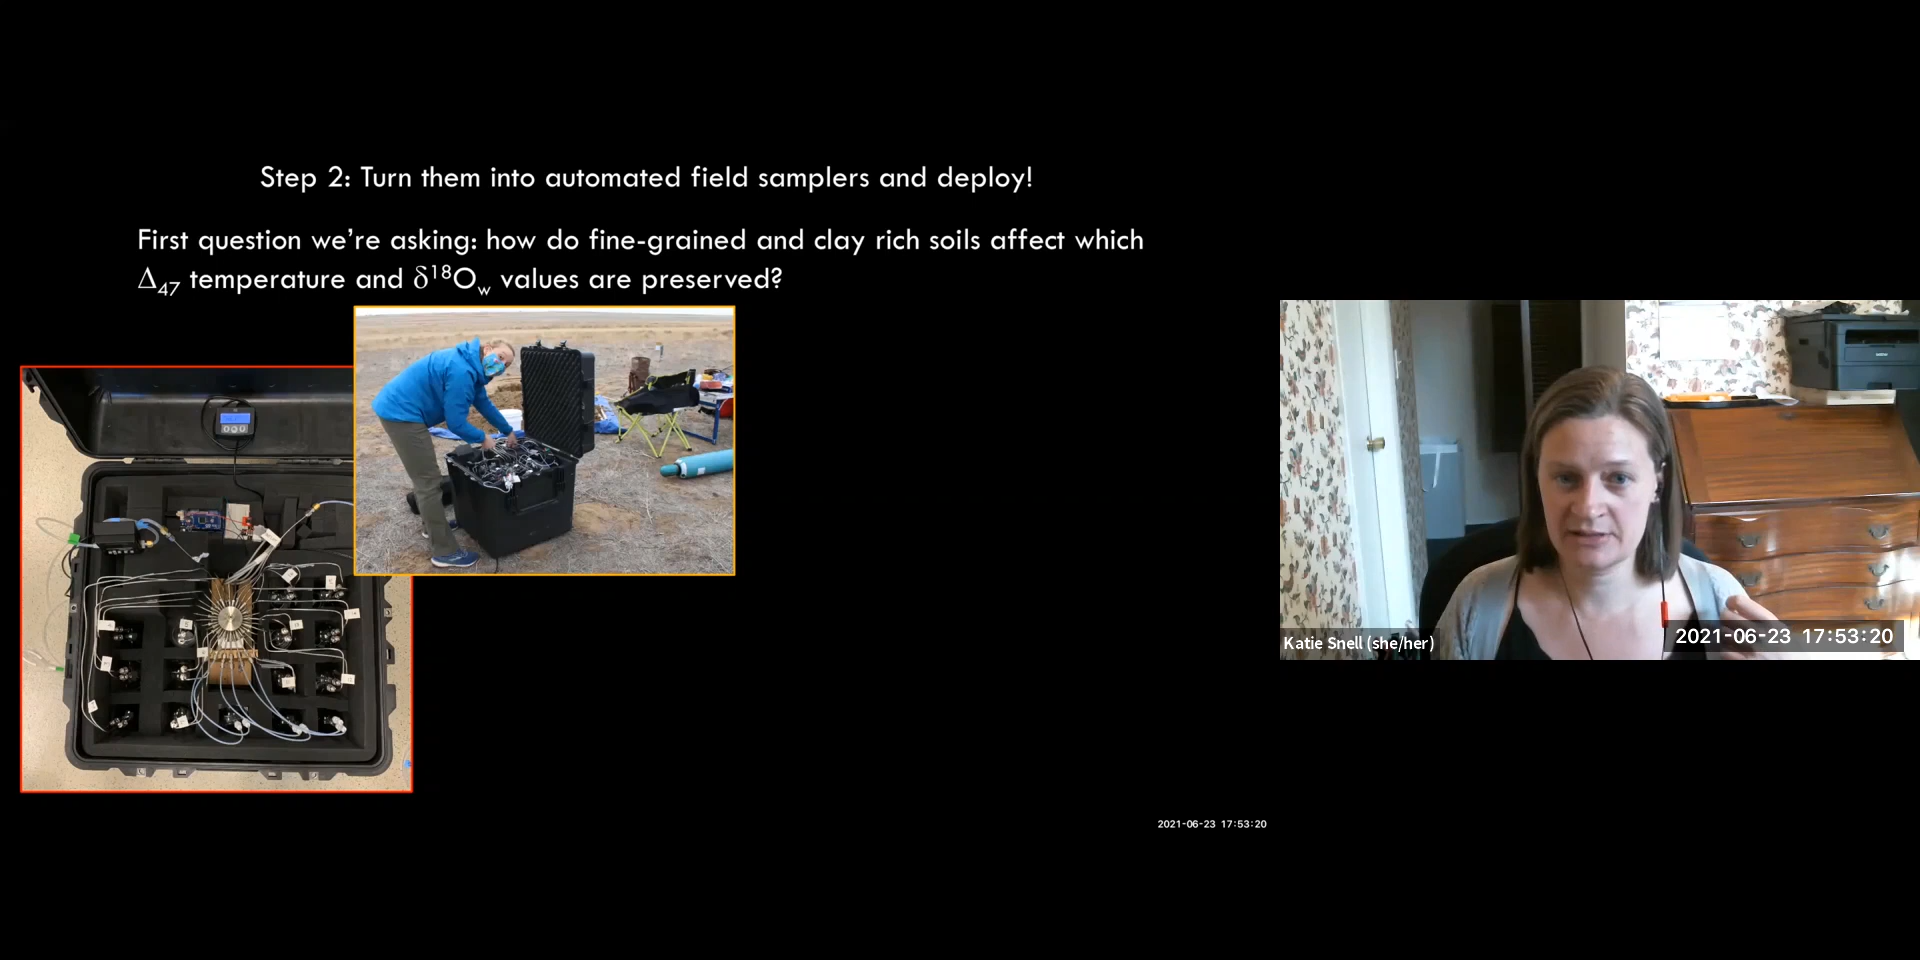 Step 2: Turn them into automated field samplers and deploy!
First question we're asking: how do fine-grained and clay rich soils affect which
Δ47 temperature and δ18Ow values are preserved?
Katie Snell (she/her)
2021-06-23 17:53:20
2021-06-23 17:53:20